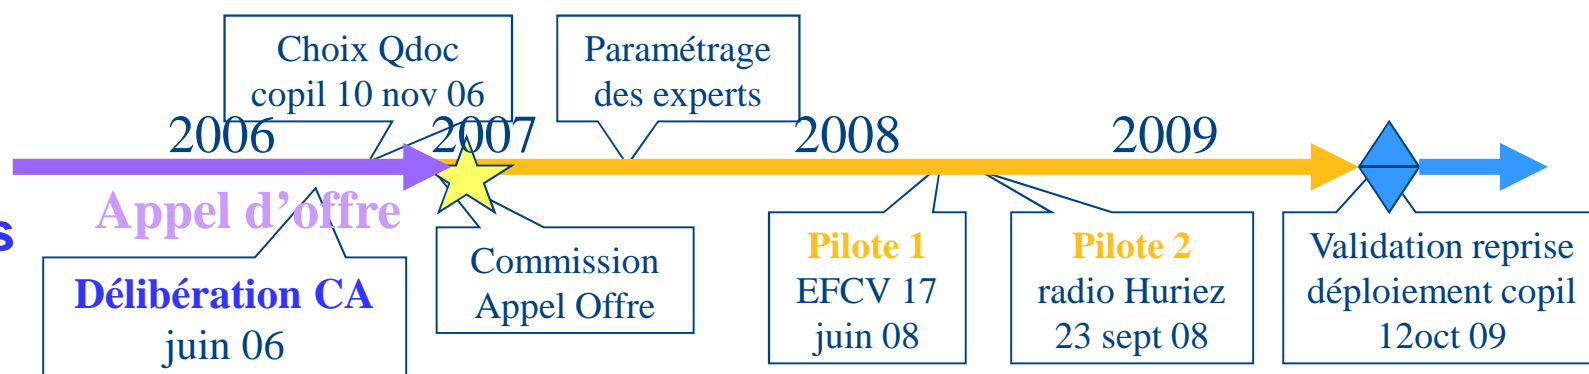 Choix Qdoc
copil 10 nov 06
Paramétrage
des experts
2006
2007
2008
2009
Appel d’offre
s
Délibération CA
juin 06
Commission
Appel Offre
Pilote 1
EFCV 17
juin 08
Pilote 2
radio Huriez
23 sept 08
Validation reprise
déploiement copil
12oct 09